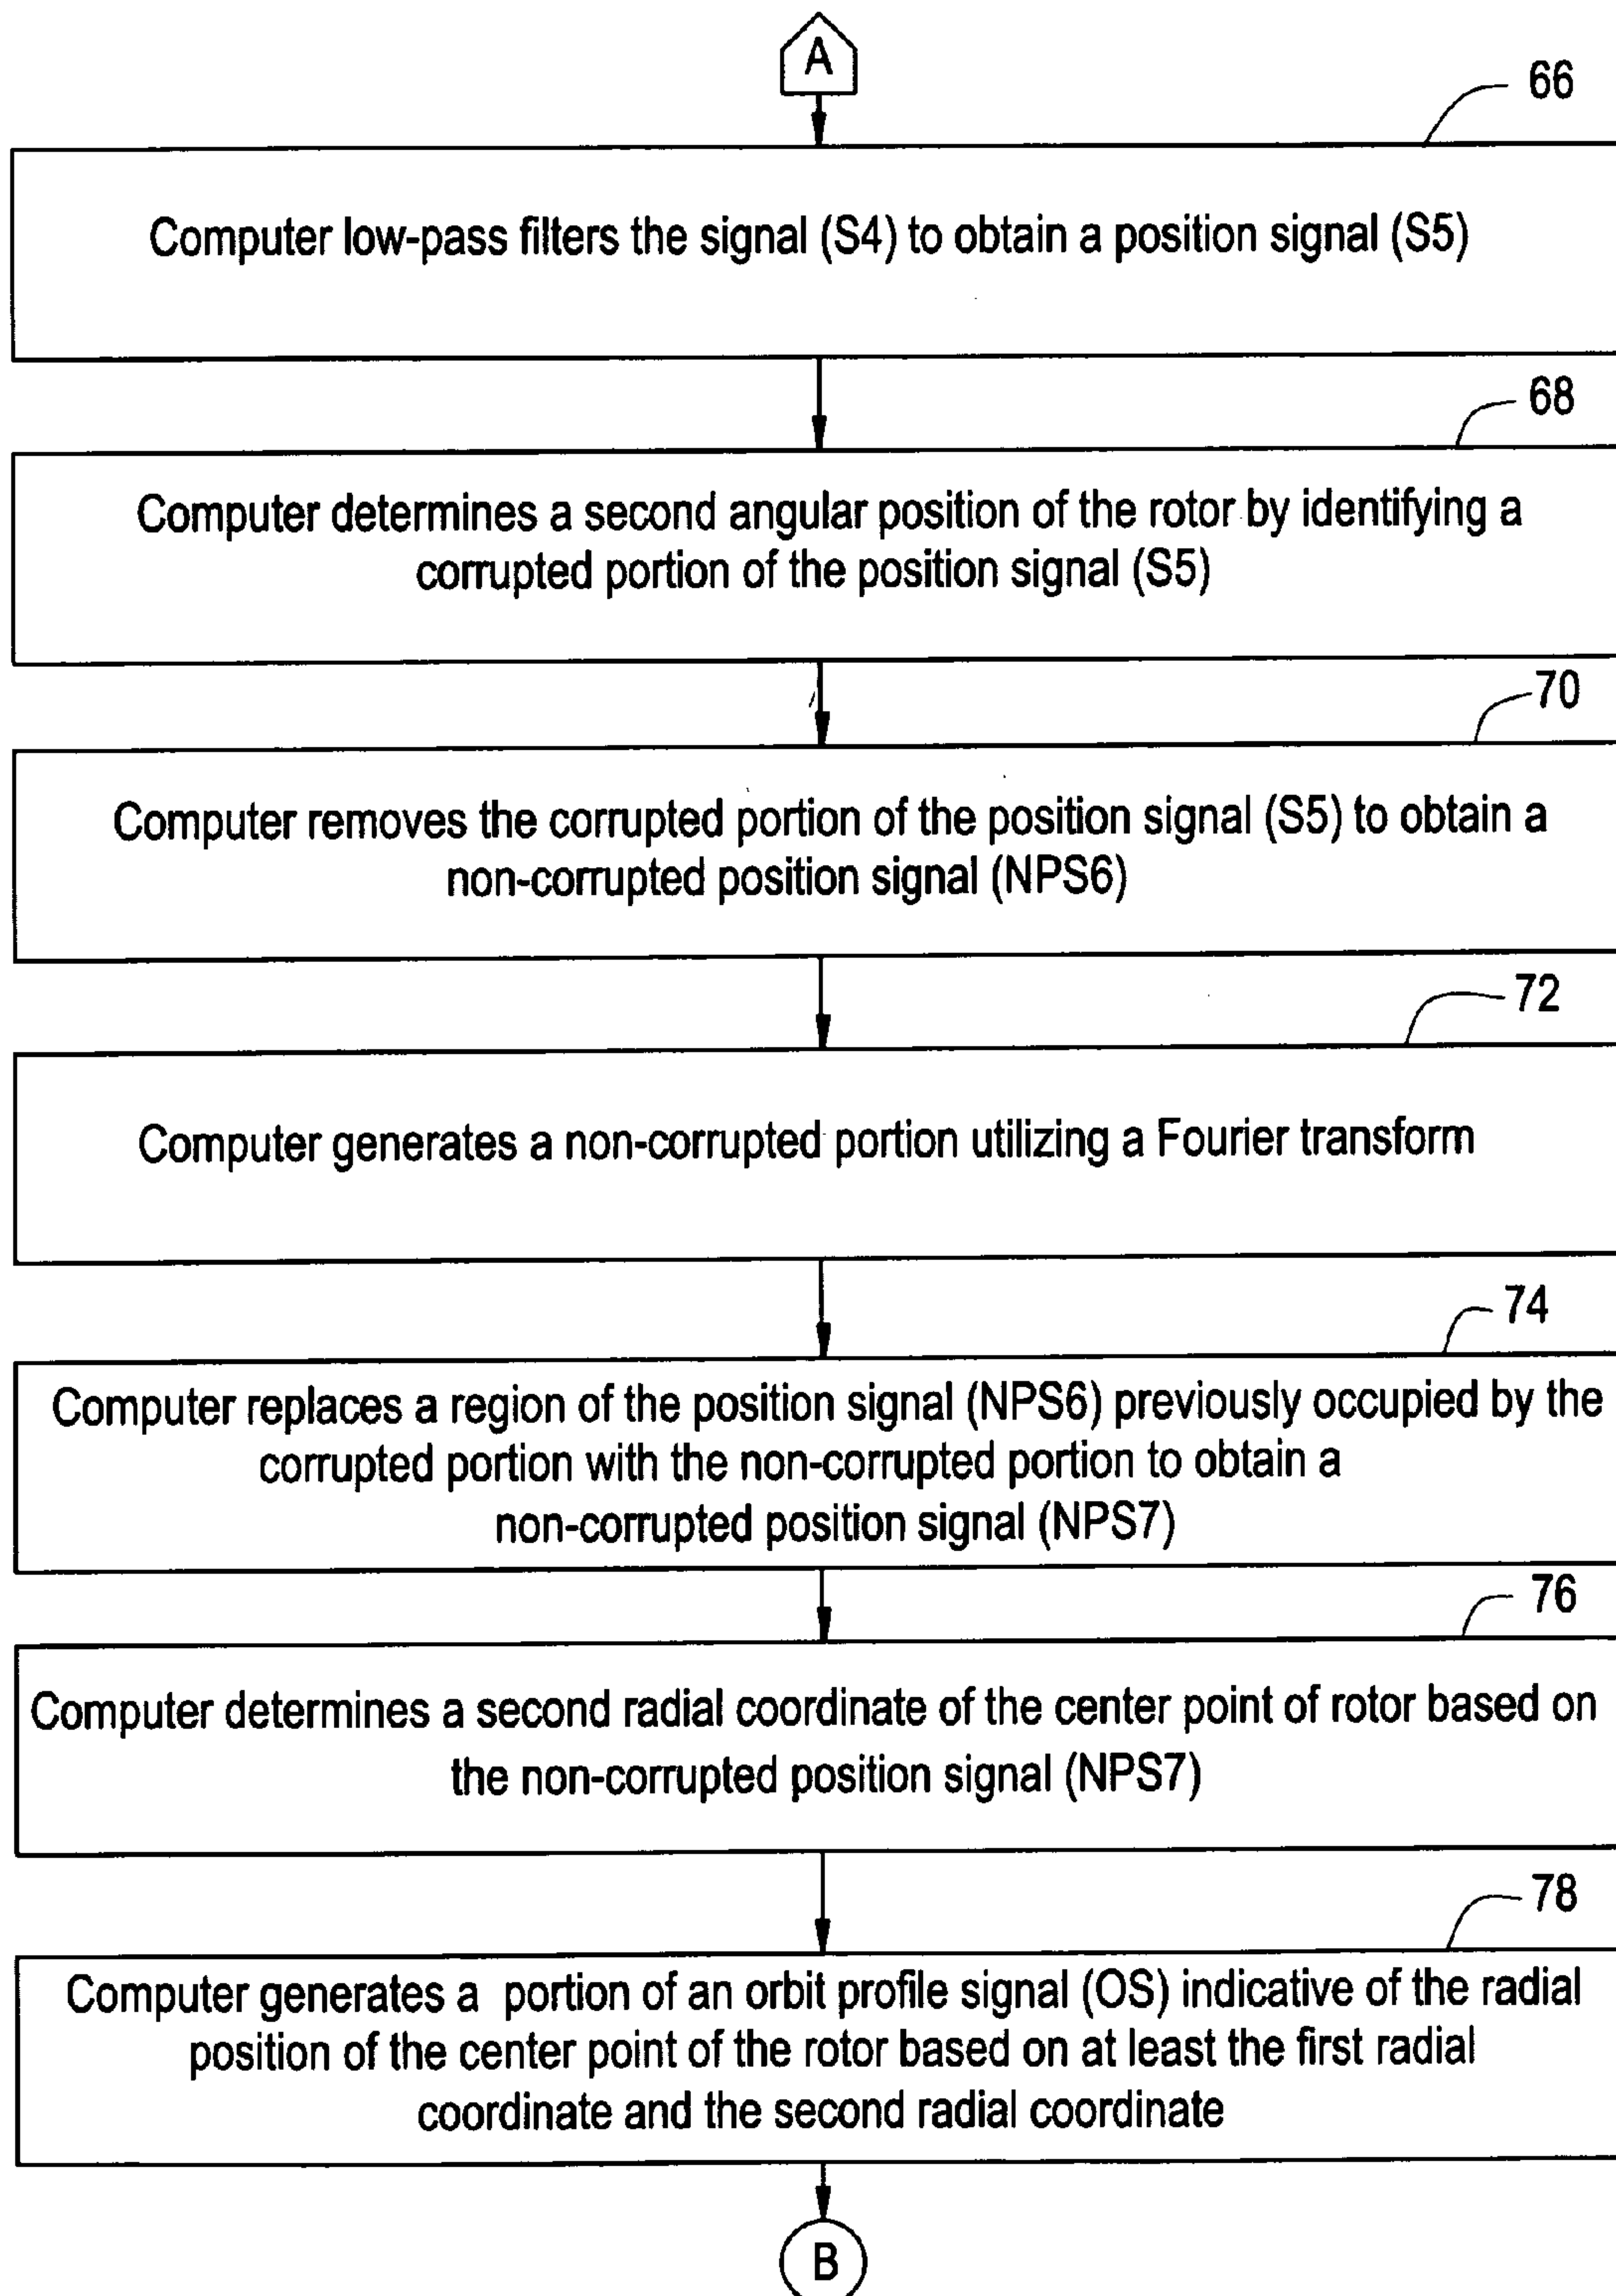 A
66
Computer low-pass filters the signal (S4) to obtain a position signal (S5)
68
Computer determines a second angular position of the rotor by identifying a
corrupted portion of the position signal (S5)
70
Computer removes the corrupted portion of the position signal (S5) to obtain a
non-corrupted position signal (NPS6)
72
Computer generates a non-corrupted portion utilizing a Fourier transform
74
Computer replaces a region of the position signal (NPS6) previously occupied by the
corrupted portion with the non-corrupted portion to obtain a
non-corrupted position signal (NPS7)
76
Computer determines a second radial coordinate of the center point of rotor based on
the non-corrupted position signal (NPS7)
78
Computer generates a portion of an orbit profile signal (OS) indicative of the radial
position of the center point of the rotor based on at least the first radial
coordinate and the second radial coordinate
B